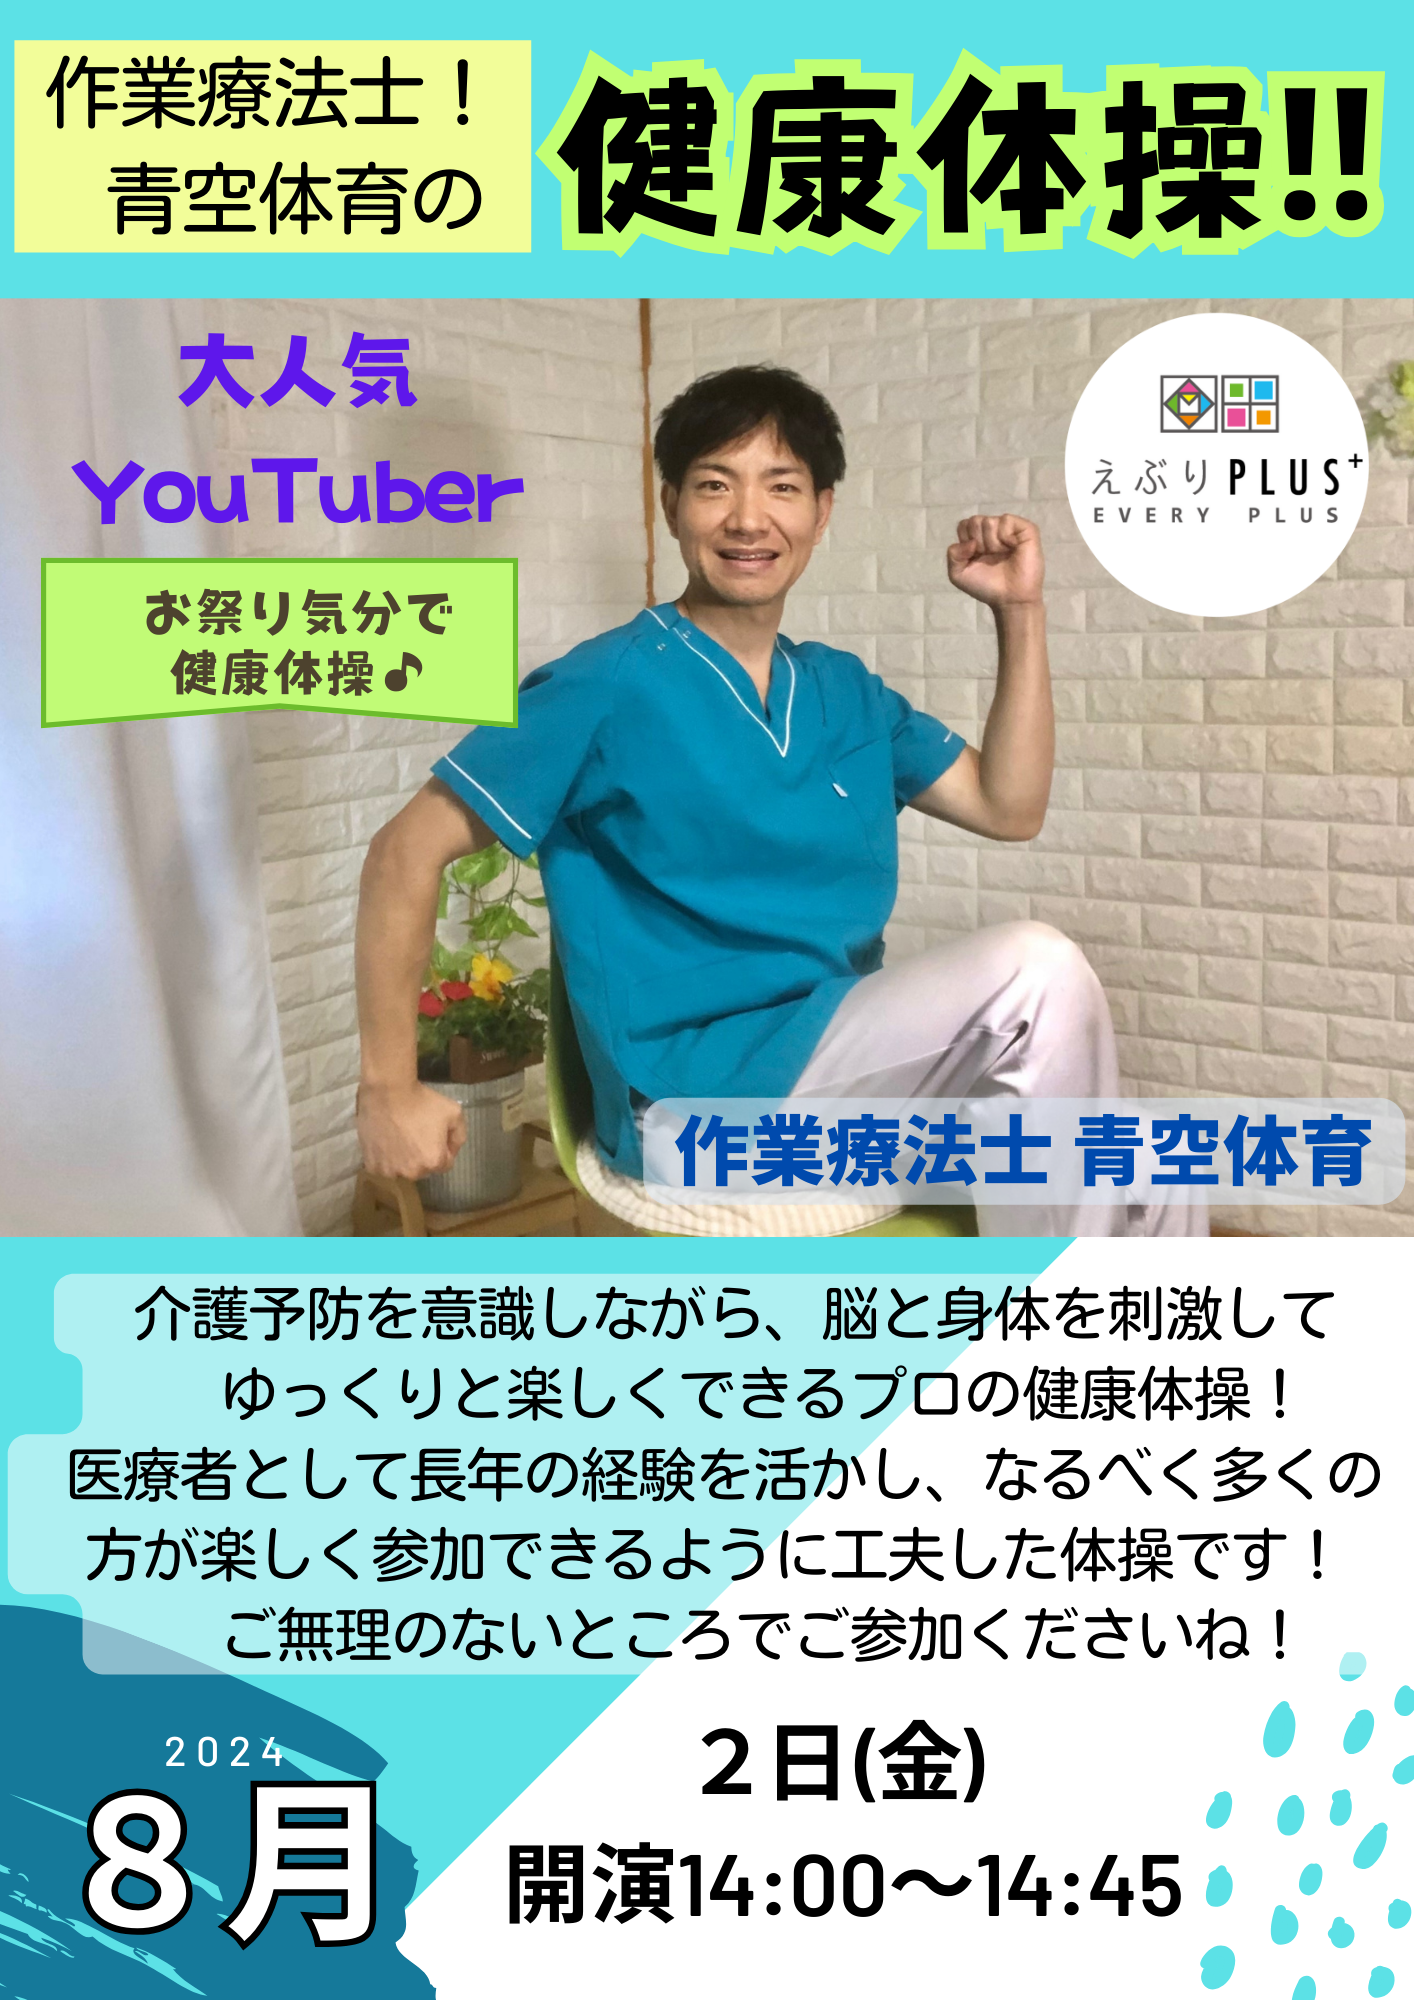 作業療法士！
青空体育の
健康体操!!
大人気
YouTuber
お祭り気分で
健康体操♪
えぶりPLUS+
EVERY PLUS
作業療法士 青空体育
介護予防を意識しながら、脳と身体を刺激して
ゆっくりと楽しくできるプロの健康体操！
医療者として長年の経験を活かし、なるべく多くの
方が楽しく参加できるように工夫した体操です！
ご無理のないところでご参加くださいね！
2024
8月
２日(金)
開演14:00〜14:45